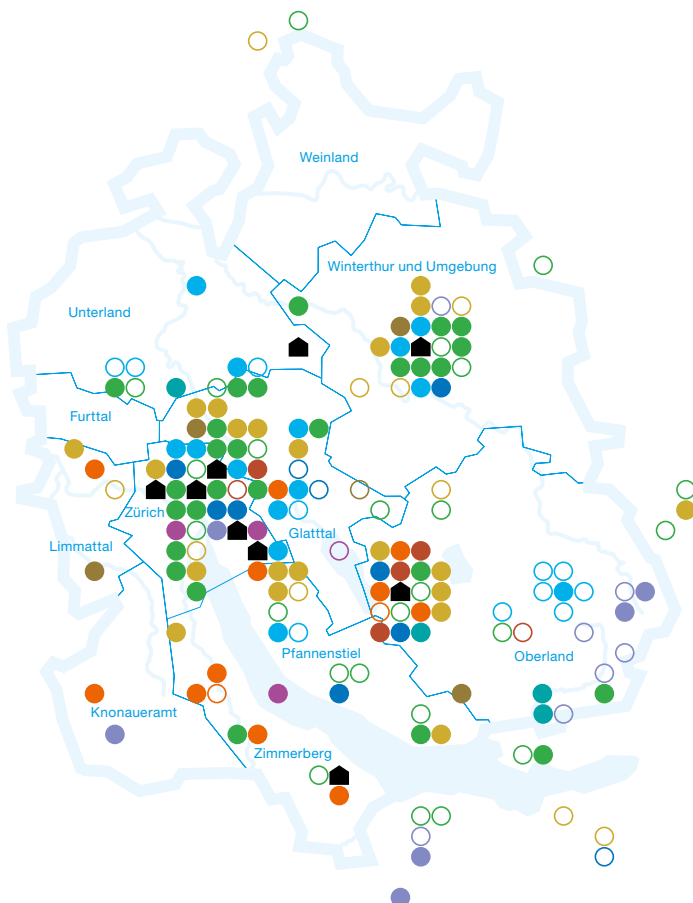 Weinland
Winterthur und Umgebung
Unterland
Furttal
Zürich
Glatttal
Limmattal
Pfannenstiel
Oberland
Knonaueramt
Zimmerberg